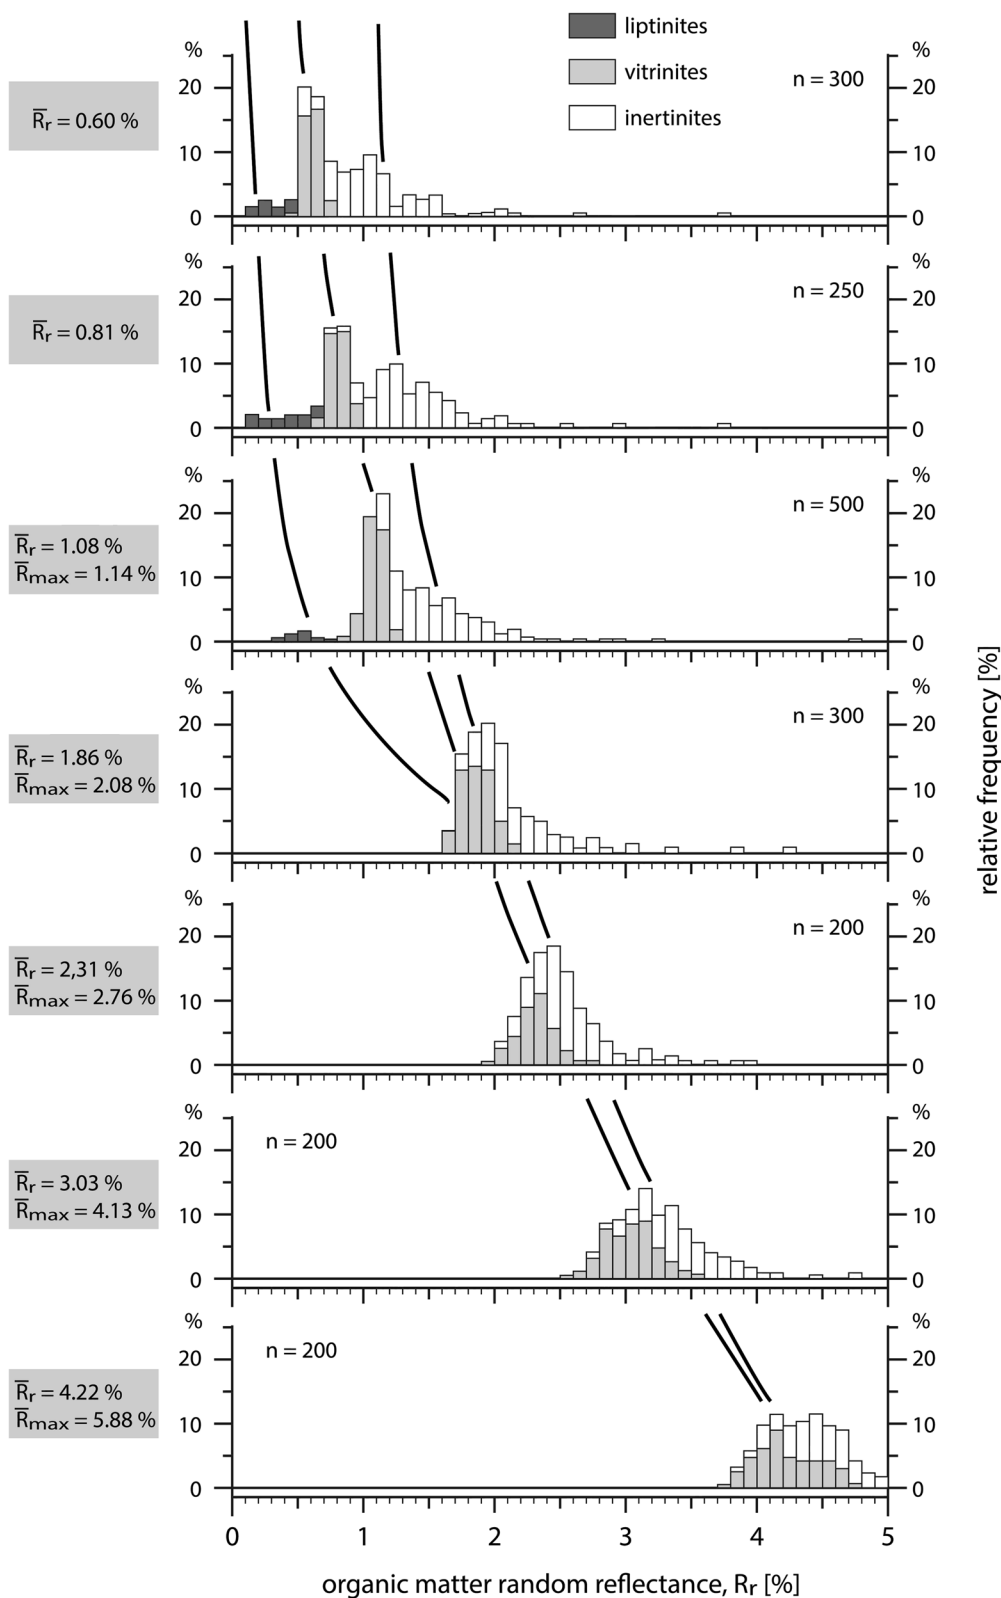 liptinites
vitrinites
inertinites
% %
20 20
10 10
0 0
n = 300
R̅r = 0.60 %
% %
20 20
10 10
0 0
n = 250
R̅r = 0.81 %
% %
20 20
10 10
0 0
n = 500
R̅r = 1.08 %
R̅max = 1.14 %
% %
20 20
10 10
0 0
n = 300
R̅r = 1.86 %
R̅max = 2.08 %
% %
20 20
10 10
0 0
n = 200
R̅r = 2,31 %
R̅max = 2.76 %
% %
20 20
10 10
0 0
n = 200
R̅r = 3.03 %
R̅max = 4.13 %
% %
20 20
10 10
0 0
n = 200
R̅r = 4.22 %
R̅max = 5.88 %
0 1 2 3 4 5
organic matter random reflectance, Rr [%]
relative frequency [%]